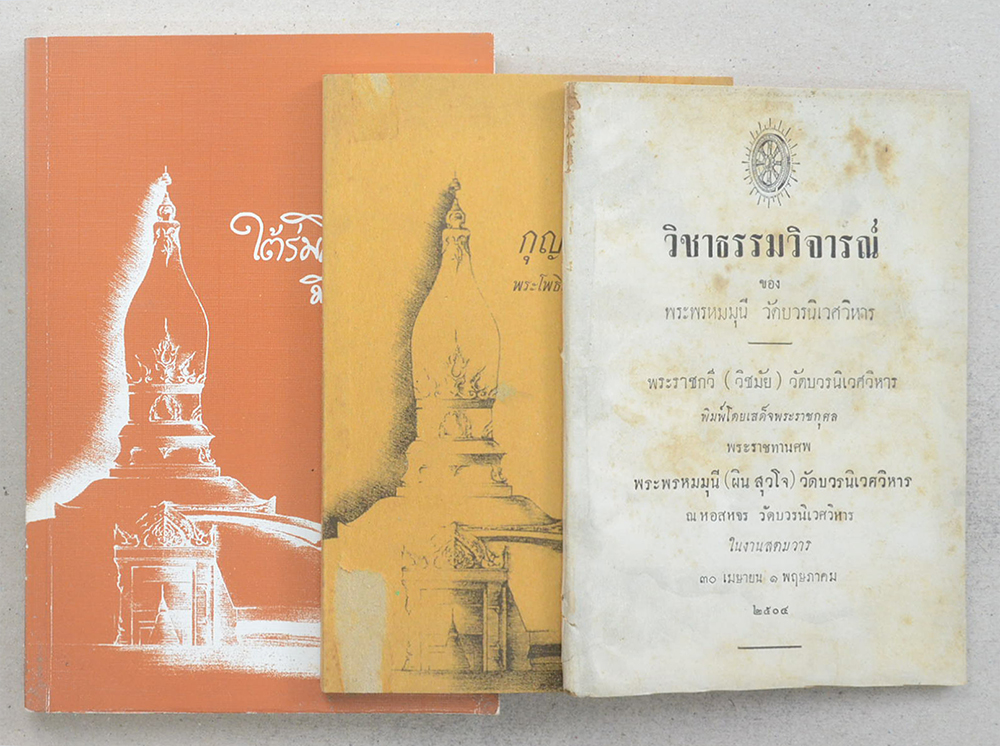 ใต้ร่ม
กุญ
พระโพธิ
วิชาธรรมวิจารณ์
ของ
พระพรหมมุนี วัดบวรนิเวศวิหาร
พระราชกวี (วิชมัย) วัดบวรนิเวศวิหาร
พิมพ์โดยเสด็จพระราชกุศล
พระราชทานศพ
พระพรหมมุนี (ผิน สุวโจ) วัดบวรนิเวศวิหาร
ณ หอสหจร วัดบวรนิเวศวิหาร
ในงานสตมวาร
๓๐ เมษายน ๑ พฤษภาคม
๒๕๐๔